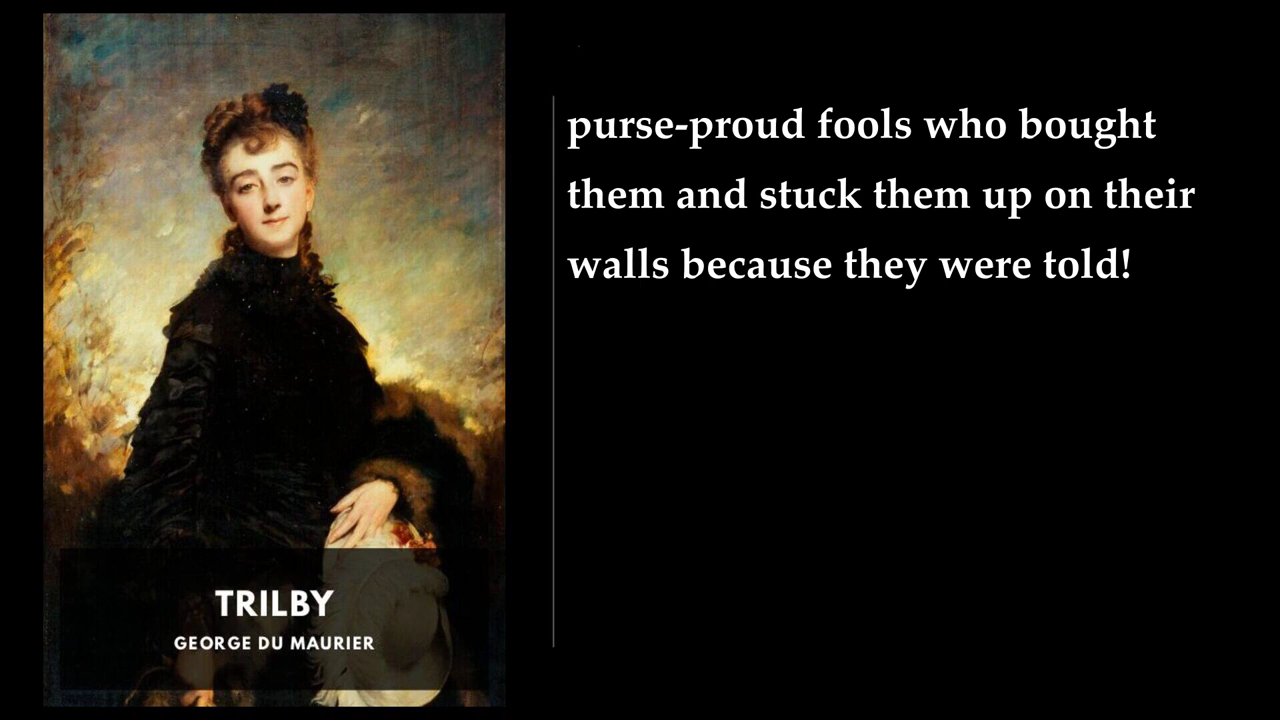 purse-proud fools who bought
them and stuck them up on their
walls because they were told!
TRILBY
GEORGE DU MAURIER